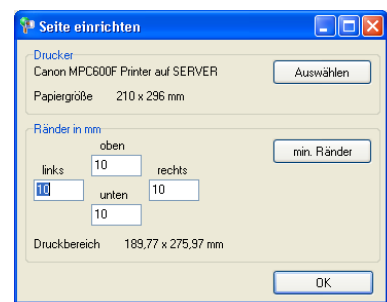 Seite einrichten
Drucker
Canon MPC600F Printer auf SERVER
Auswählen
Papiergröße 210 x 296 mm
Ränder in mm
oben
min. Ränder
links 10 rechts
10 unten 10
10
Druckbereich 189,77 x 275,97 mm
OK